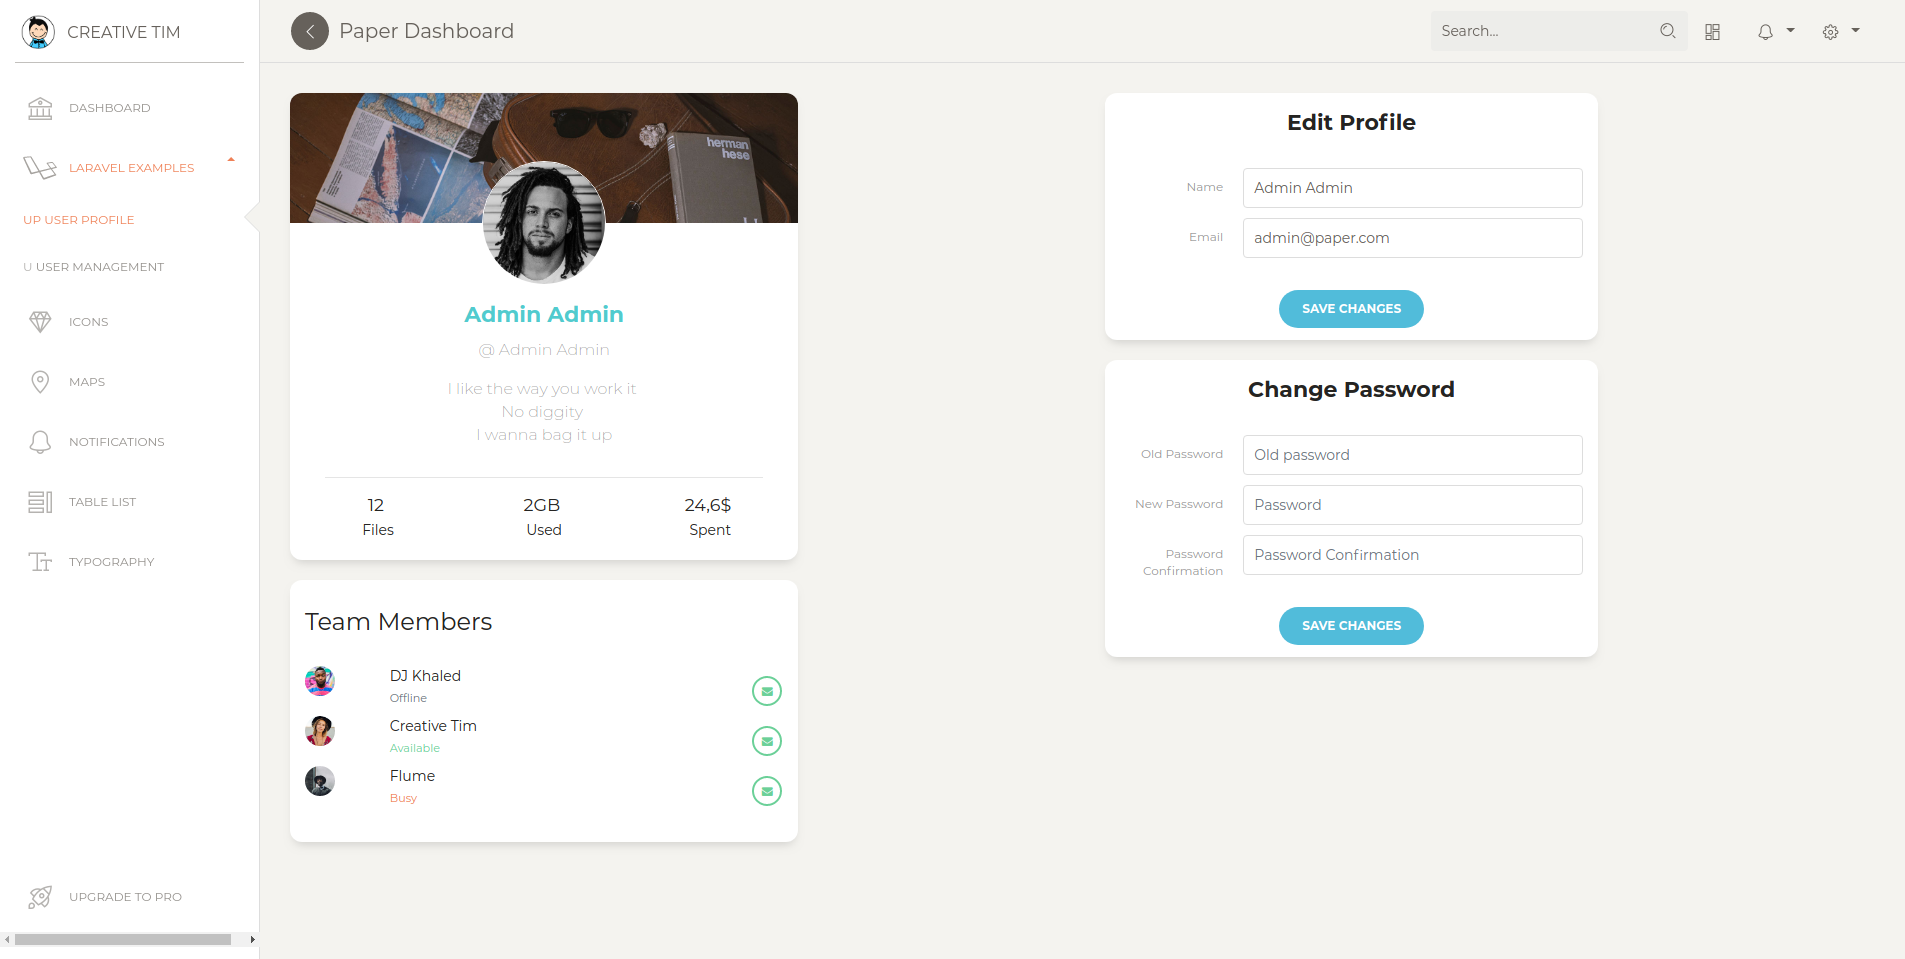 CREATIVE TIM
DASHBOARD
LARAVEL EXAMPLES
UP USER PROFILE
U USER MANAGEMENT
ICONS
MAPS
NOTIFICATIONS
TABLE LIST
TYPOGRAPHY
UPGRADE TO PRO
Paper Dashboard
Search...
herman
hese
Admin Admin
@ Admin Admin
I like the way you work it
No diggity
I wanna bag it up
12 2GB 24,6$
Files Used Spent
Team Members
DJ Khaled
Offline
Creative Tim
Available
Flume
Busy
Edit Profile
Name Admin Admin
Email admin@paper.com
SAVE CHANGES
Change Password
Old Password Old password
New Password Password
Password Password Confirmation
Confirmation
SAVE CHANGES